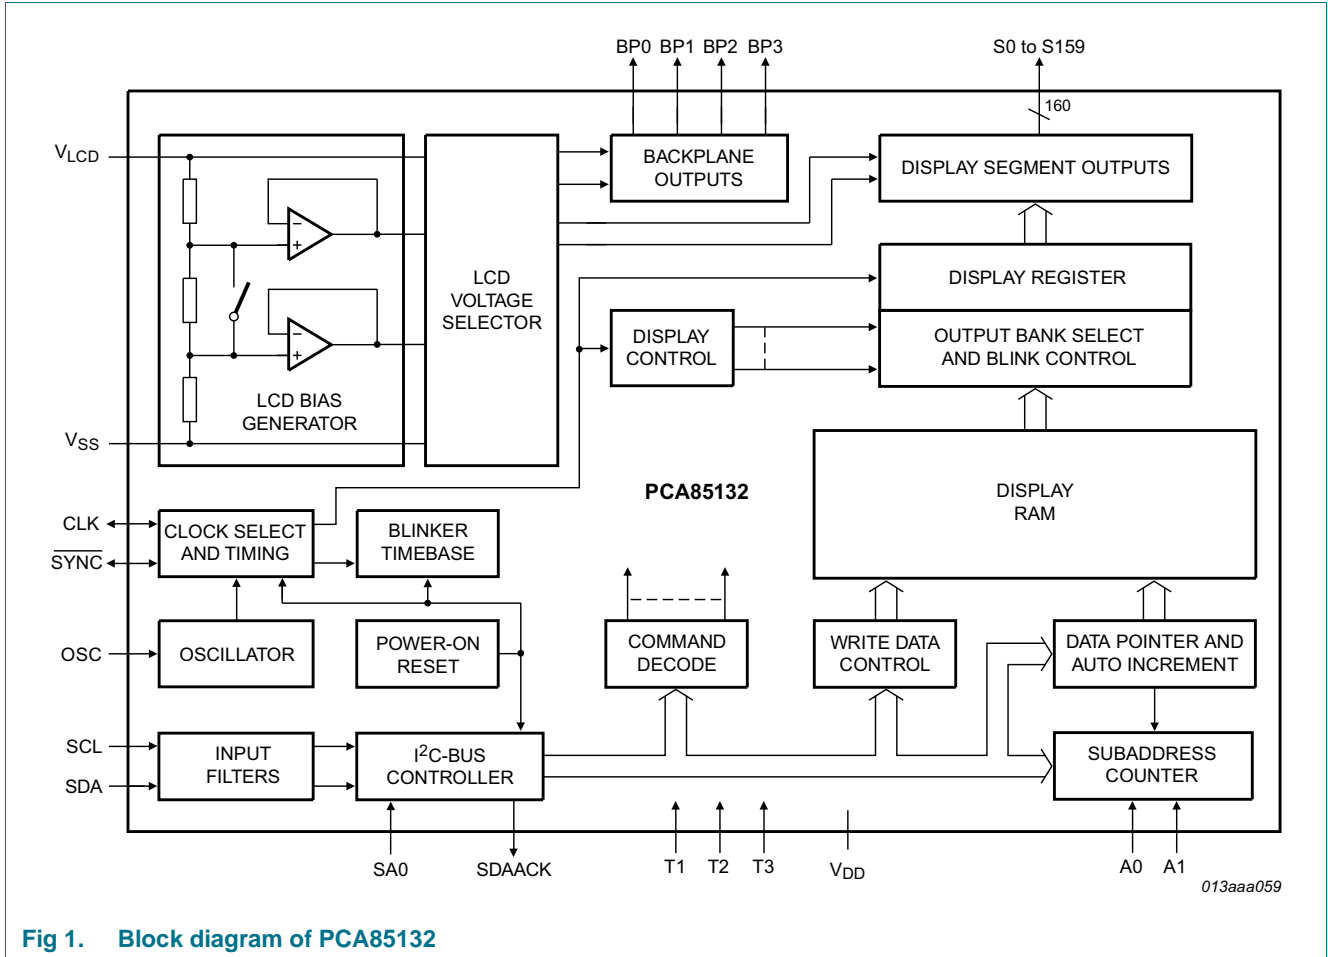 BP0 BP1 BP2 BP3
S0 to S159
160
VLCD
BACKPLANE
OUTPUTS
DISPLAY SEGMENT OUTPUTS
LCD
VOLTAGE
SELECTOR
DISPLAY REGISTER
DISPLAY
CONTROL
OUTPUT BANK SELECT
AND BLINK CONTROL
LCD BIAS
GENERATOR
VSS
PCA85132
DISPLAY
RAM
CLK
SYNC
CLOCK SELECT
AND TIMING
BLINKER
TIMEBASE
OSC
OSCILLATOR
POWER-ON
RESET
COMMAND
DECODE
WRITE DATA
CONTROL
DATA POINTER AND
AUTO INCREMENT
SCL
SDA
INPUT
FILTERS
I2C-BUS
CONTROLLER
SUBADDRESS
COUNTER
SA0
SDAACK
T1
T2
T3
VDD
A0
A1
013aaa059
Fig 1. Block diagram of PCA85132